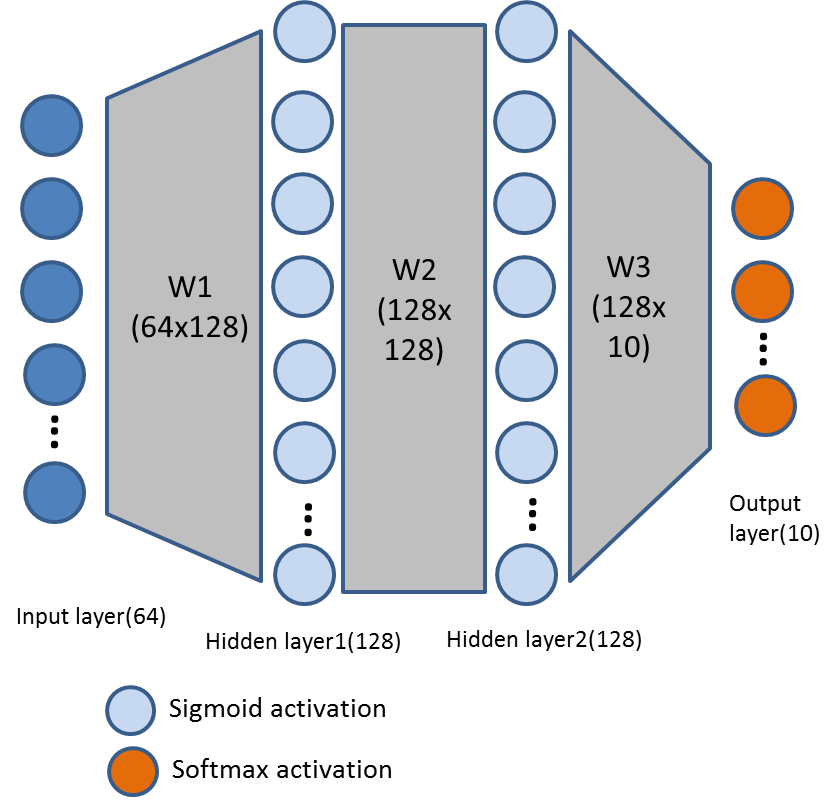 W1
(64x128)
W2
(128x
128)
W3
(128x
10)
Output
layer(10)
Input layer(64)
Hidden layer1(128)
Hidden layer2(128)
Sigmoid activation
Softmax activation